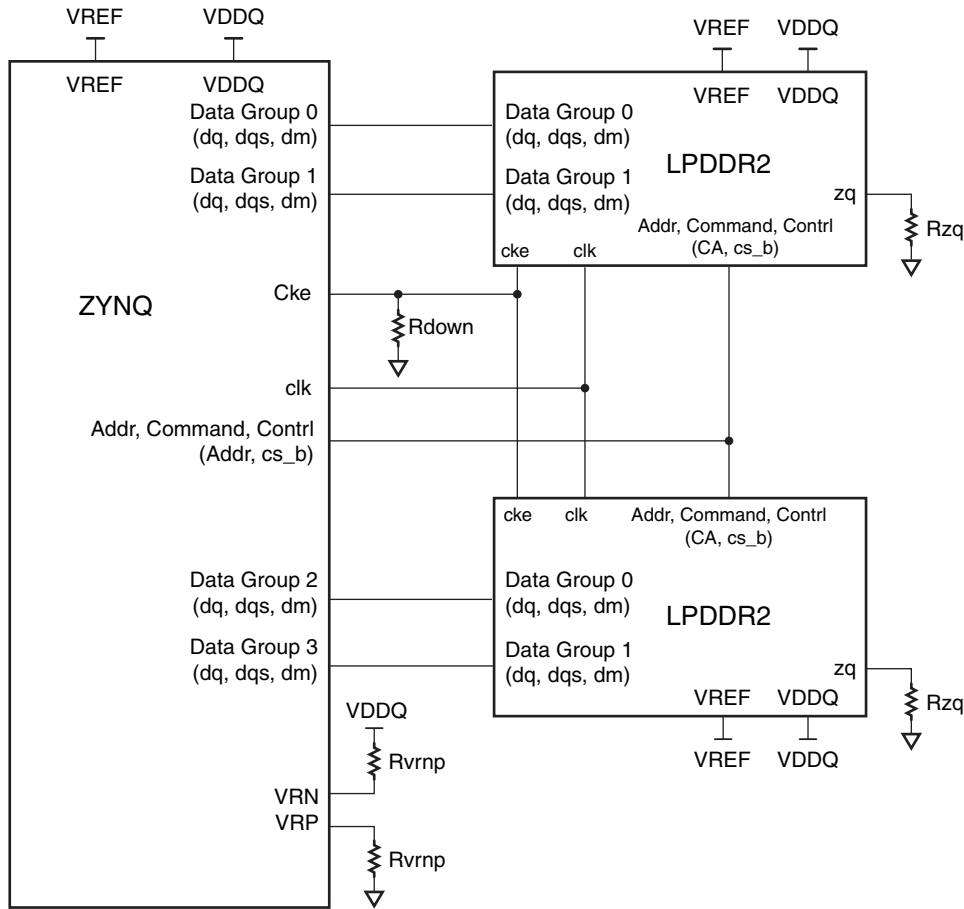 VREF
VDDQ
VREF
VDDQ
Data Group 0
(dq, dqs, dm)
Data Group 1
(dq, dqs, dm)
ZYNQ
Cke
Rdown
clk
Addr, Command, Contrl
(Addr, cs_b)
Data Group 2
(dq, dqs, dm)
Data Group 3
(dq, dqs, dm)
VDDQ
Rvrnp
VRN
VRP
Rvrnp
VREF
VDDQ
VREF
VDDQ
Data Group 0
(dq, dqs, dm)
LPDDR2
Data Group 1
(dq, dqs, dm)
zq
Rzq
Addr, Command, Contrl
(CA, cs_b)
cke
clk
cke
clk
Addr, Command, Contrl
(CA, cs_b)
Data Group 0
(dq, dqs, dm)
LPDDR2
Data Group 1
(dq, dqs, dm)
zq
Rzq
VREF
VDDQ
VREF
VDDQ